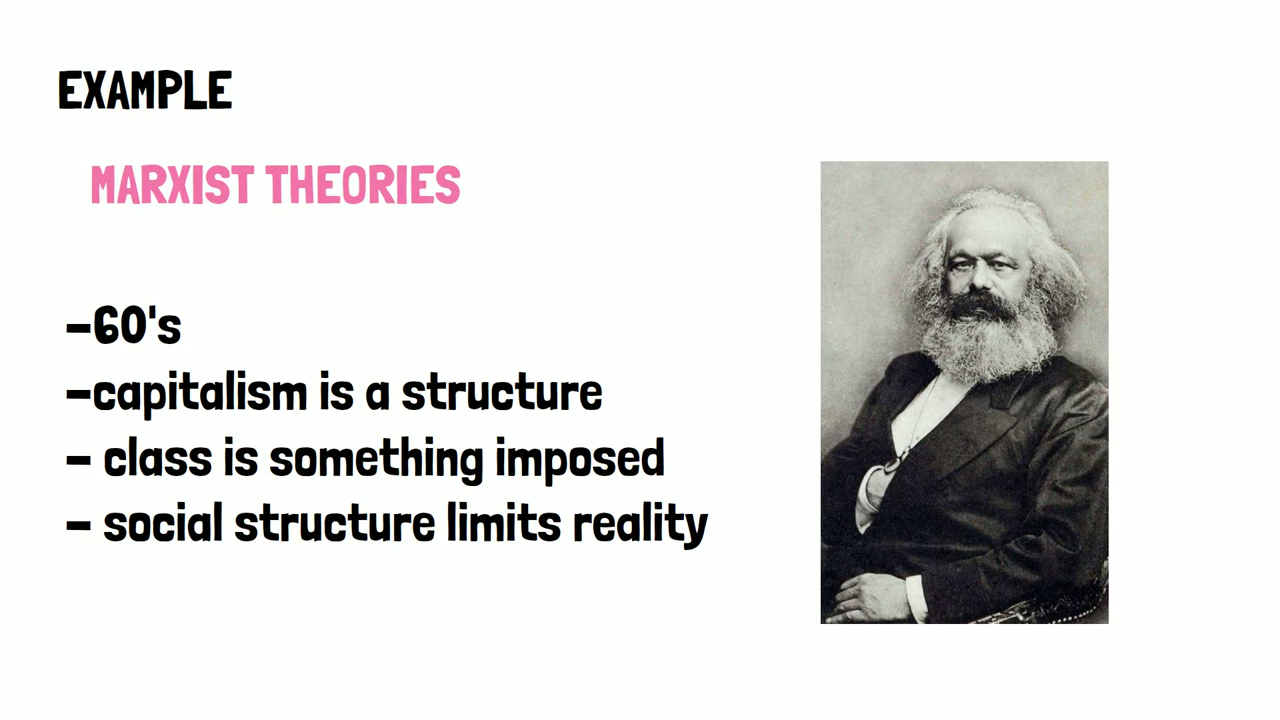 EXAMPLE
MARXIST THEORIES
-60's
-capitalism is a structure
- class is something imposed
- social structure limits reality